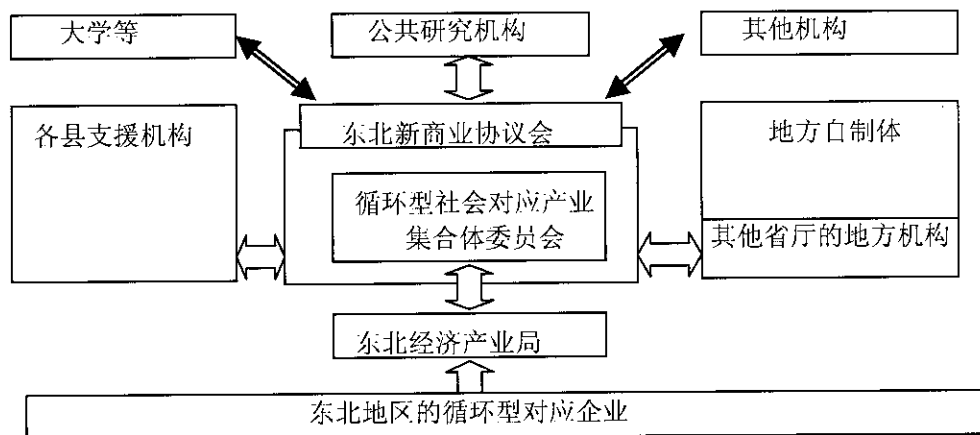 大学等
公共研究机构
其他机构
各县支援机构
东北新商业协议会
地方自制体
循环型社会对应产业
集合体委员会
其他省厅的地方机构
东北经济产业局
东北地区的循环型对应企业